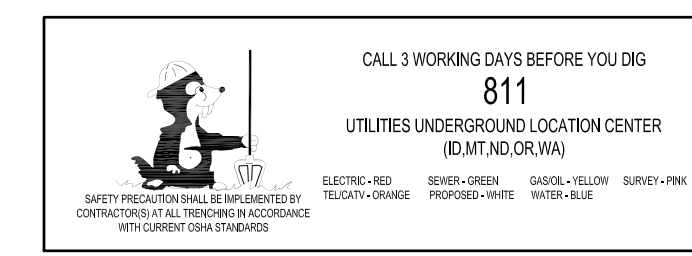 CALL 3 WORKING DAYS BEFORE YOU DIG
811
UTILITIES UNDERGROUND LOCATION CENTER
(ID,MT,ND,OR,WA)
ELECTRIC - RED SEWER - GREEN GAS/OIL - YELLOW SURVEY - PINK
TEL/CATV - ORANGE PROPOSED - WHITE WATER - BLUE
SAFETY PRECAUTION SHALL BE IMPLEMENTED BY
CONTRACTOR(S) AT ALL TRENCHING IN ACCORDANCE
WITH CURRENT OSHA STANDARDS